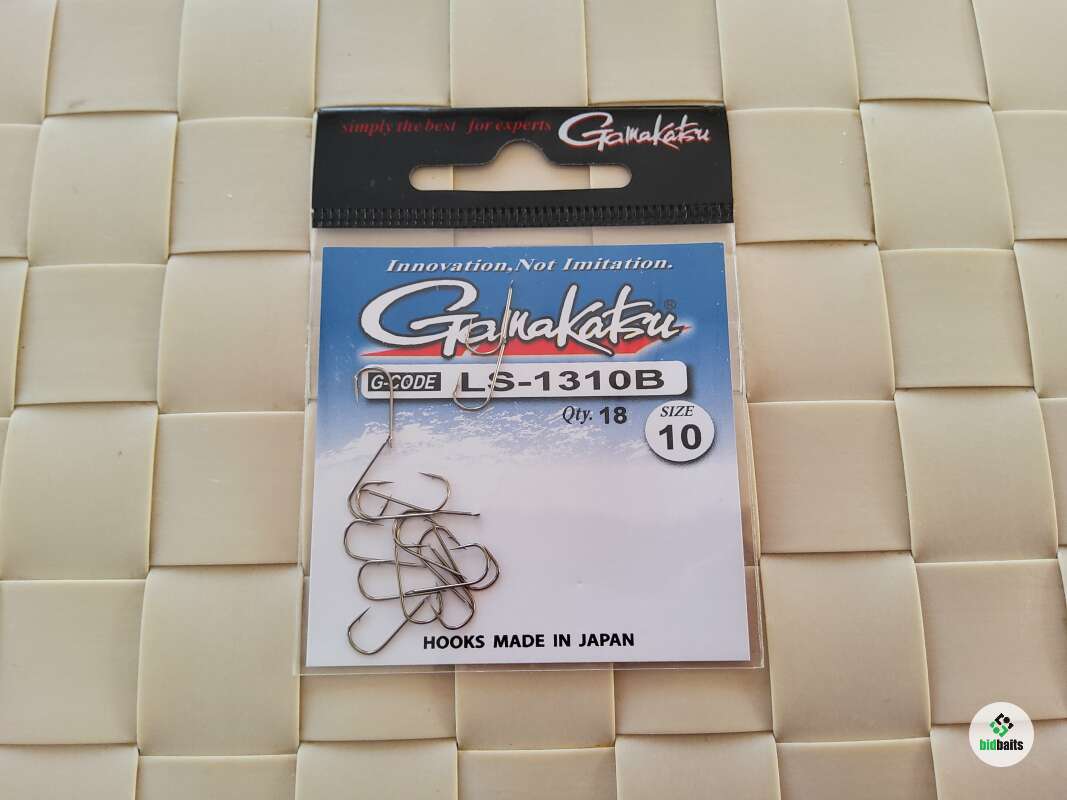 simply the best for experts Gamakatsu
Innovation, Not Imitation.
Gamakatsu®
G-CODE LS-1310B
Qty. 18
SIZE
10
HOOKS MADE IN JAPAN
bidbaits